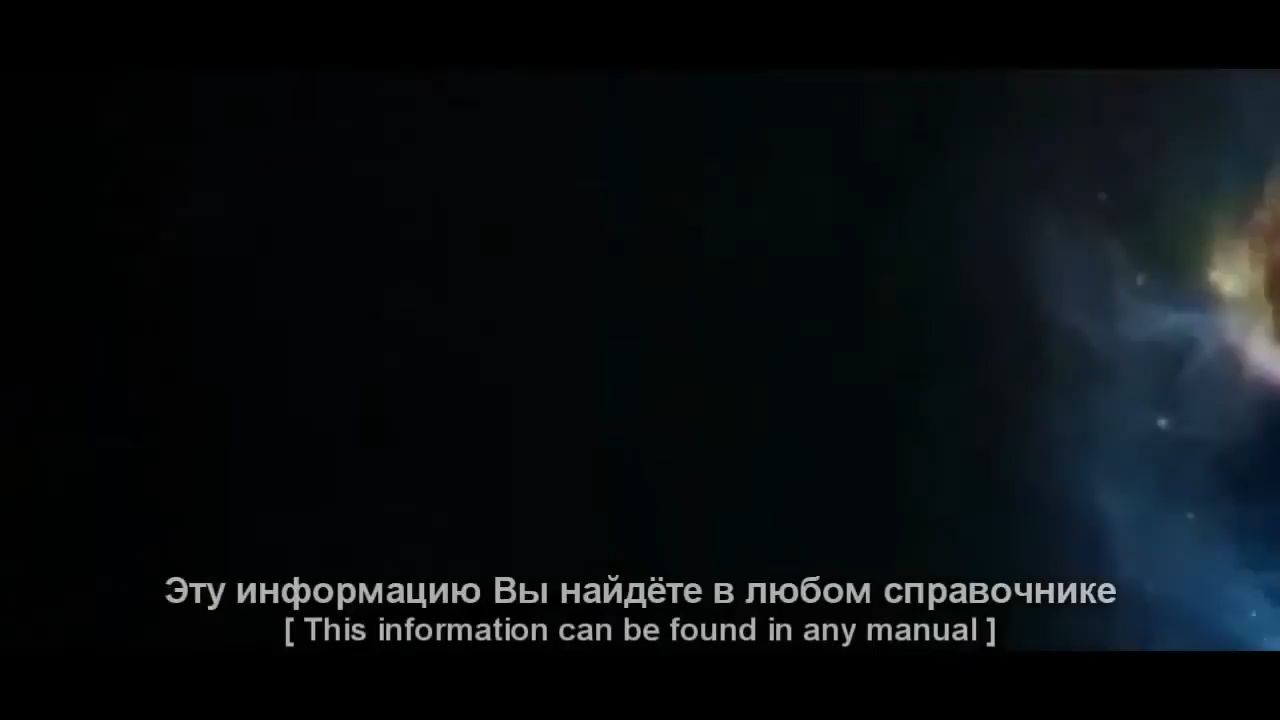 Эту информацию Вы найдёте в любом справочнике
[ This information can be found in any manual ]